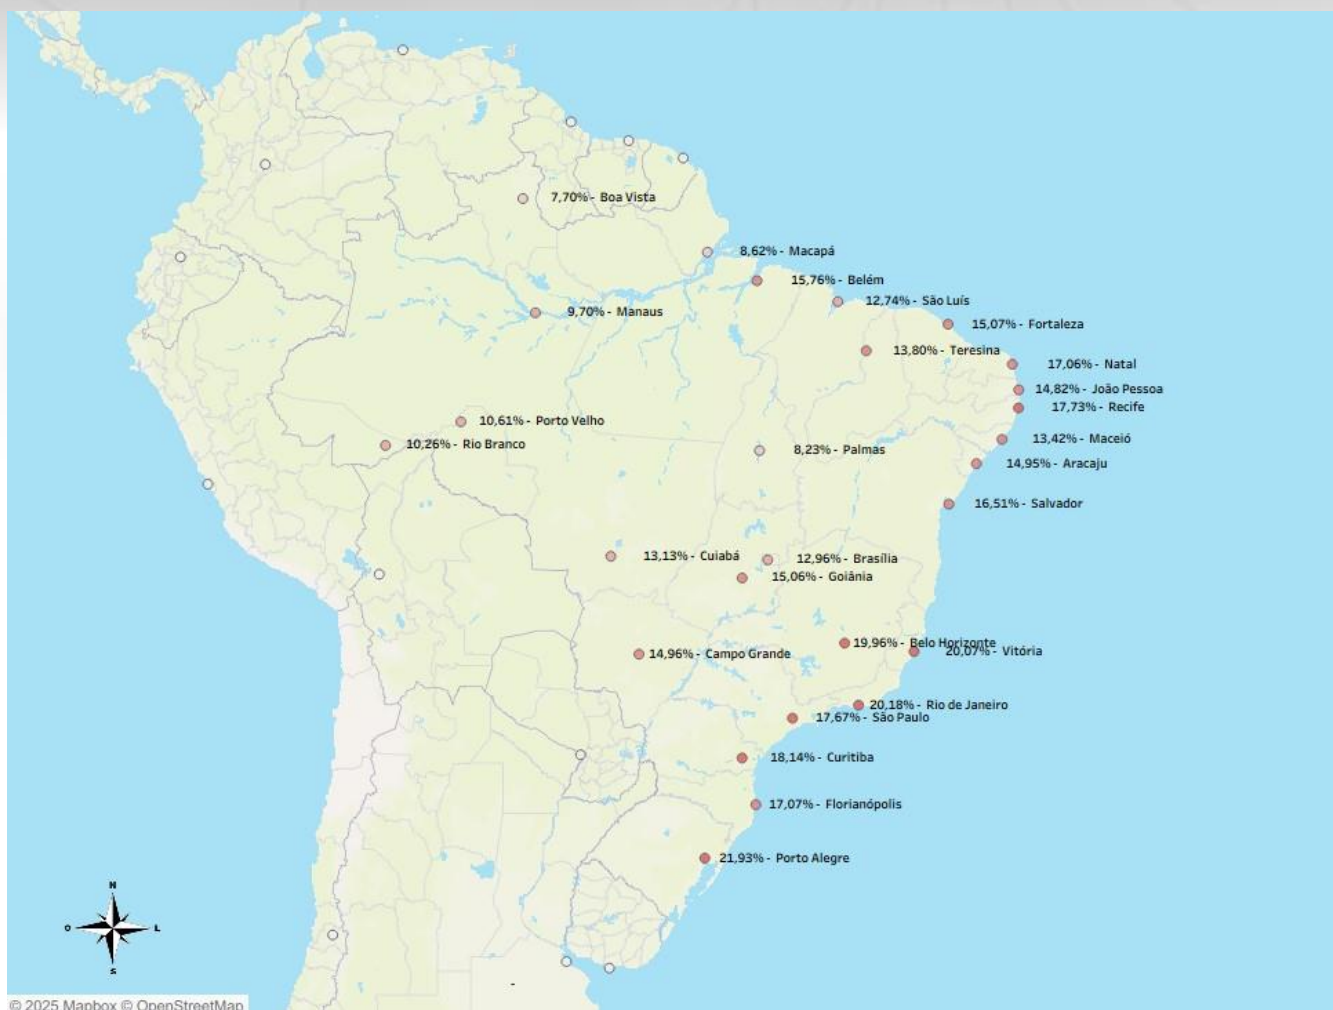 7,70% - Boa Vista
8,62% - Macapá
15,76% - Belém
12,74% - São Luís
9,70% - Manaus
15,07% - Fortaleza
13,80% - Teresina
17,06% - Natal
14,82% - João Pessoa
17,73% - Recife
10,61% - Porto Velho
13,42% - Maceió
10,26% - Rio Branco
8,23% - Palmas
14,95% - Aracaju
16,51% - Salvador
13,13% - Cuiabá
12,96% - Brasília
15,06% - Goiânia
19,96% - Belo Horizonte
20,07% - Vitória
14,96% - Campo Grande
20,18% - Rio de Janeiro
17,67% - São Paulo
18,14% - Curitiba
17,07% - Florianópolis
21,93% - Porto Alegre
N
O L
S
-
© 2025 Mapbox © OpenStreetMap